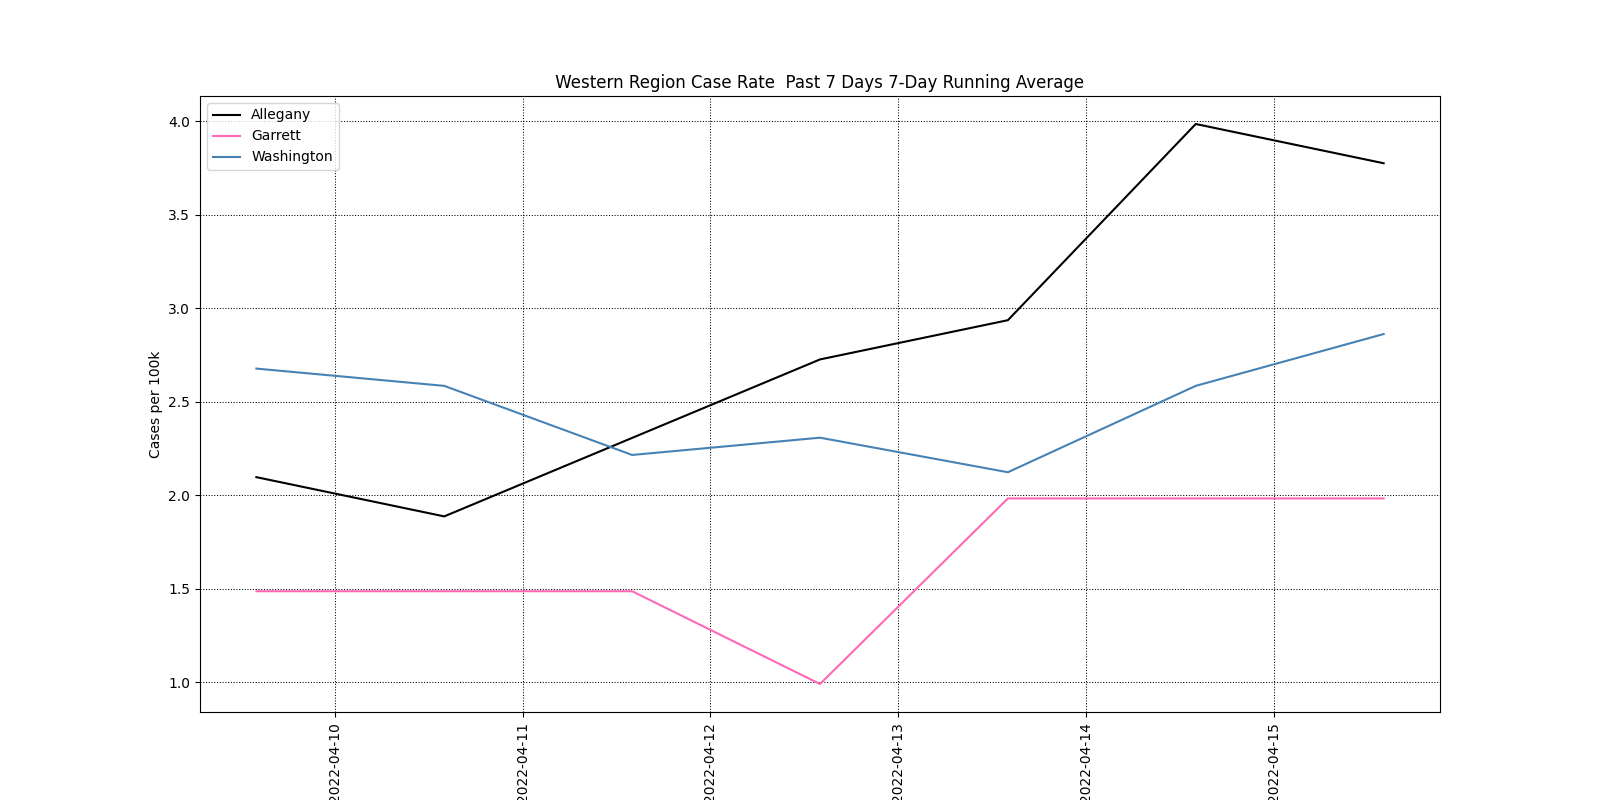 Western Region Case Rate  Past 7 Days 7-Day Running Average
Allegany
Garrett
Washington
4.0
3.5
3.0
2.5
2.0
1.5
1.0
Cases per 100k
2022-04-10
2022-04-11
2022-04-12
2022-04-13
2022-04-14
2022-04-15